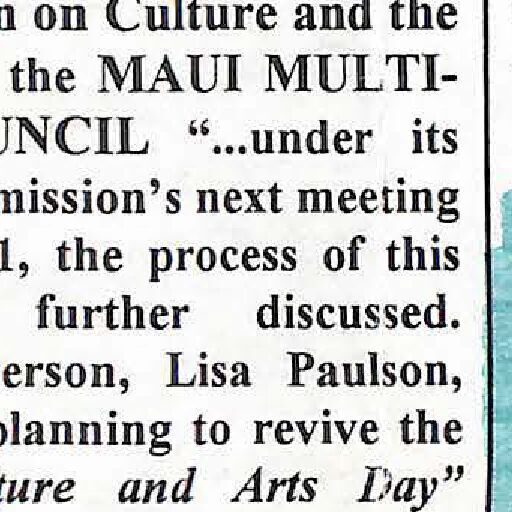 n on Culture and the
the MAUI MULTI-
UNCIL “...under its
mission’s next meeting
1, the process of this
further discussed.
erson, Lisa Paulson,
planning to revive the
ture and Arts Day”